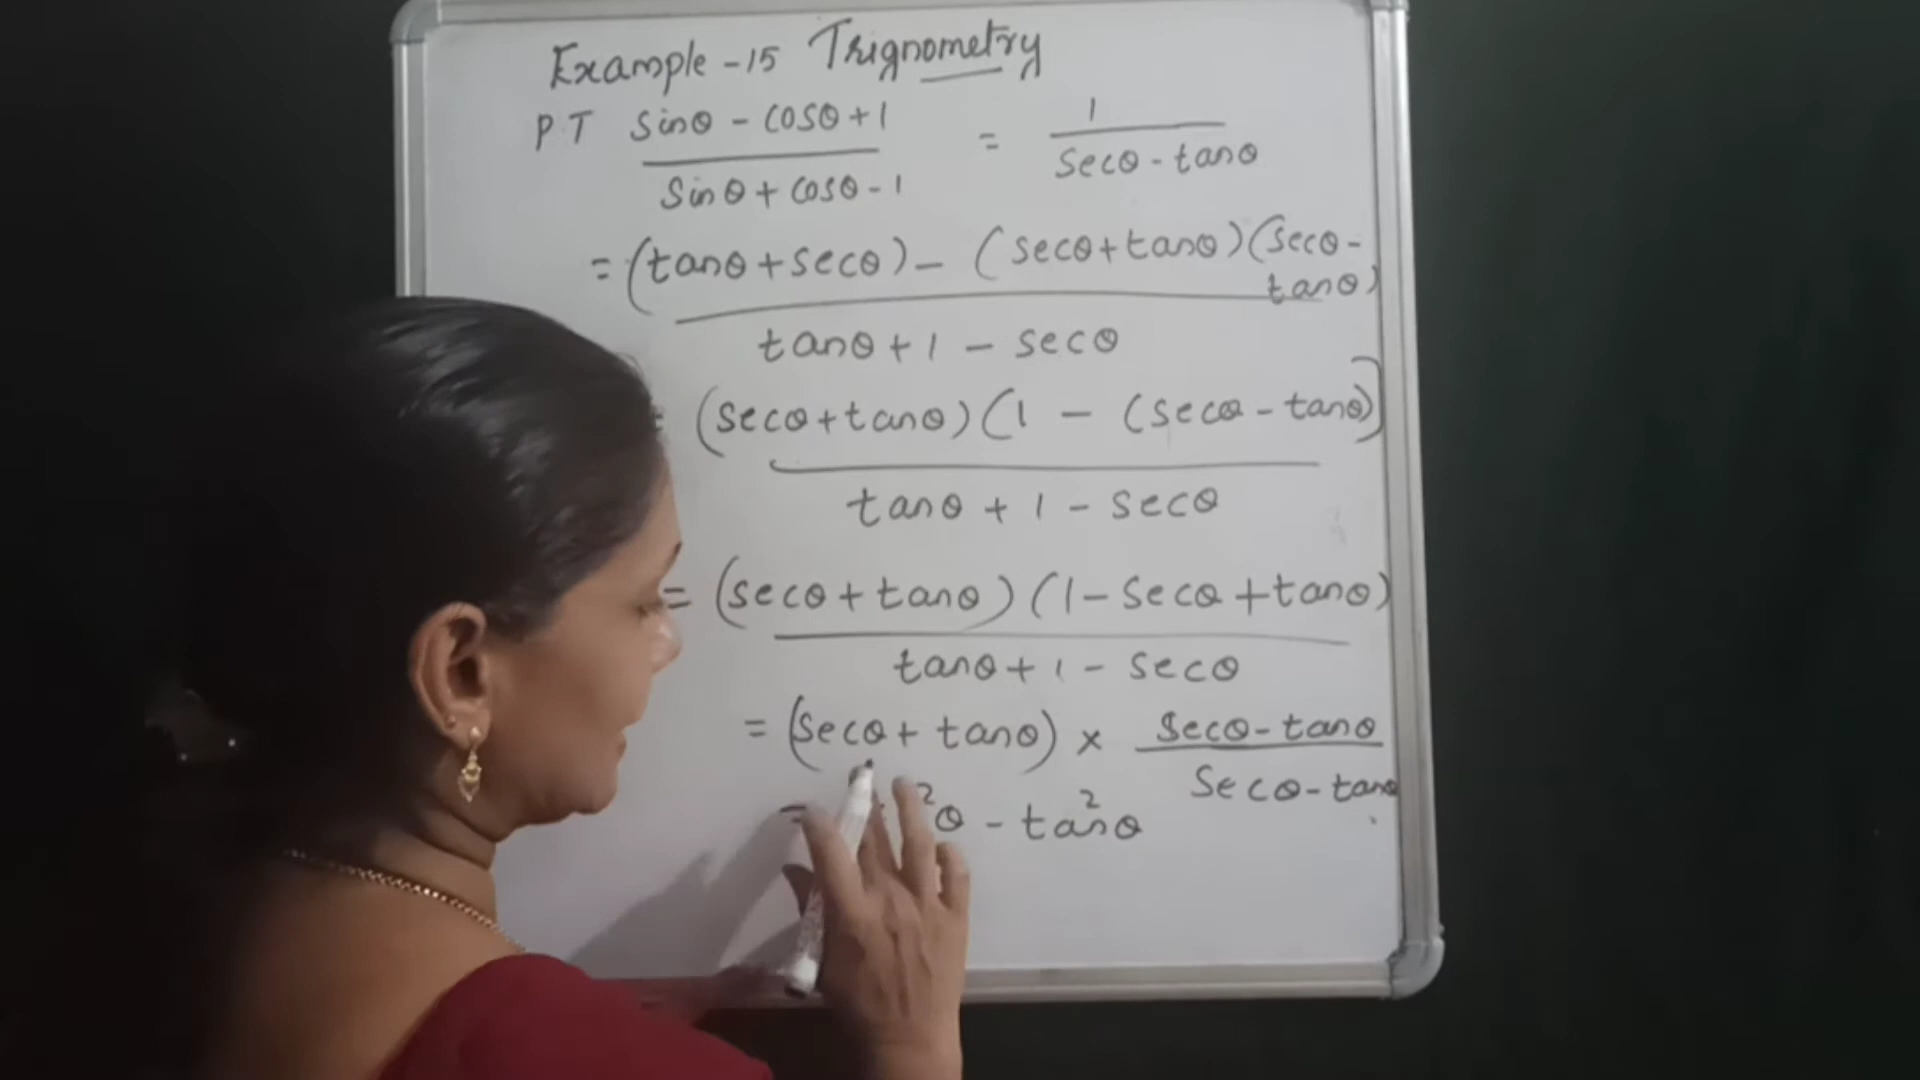 Example - 15 Trignometry
P.T sinθ - cosθ + 1 = 1
sinθ + cosθ - 1 secθ - tanθ
= (tanθ + secθ) - (secθ + tanθ)(secθ -
tanθ)
tanθ + 1 - secθ
= (secθ + tanθ)(1 - (secθ - tanθ)]
tanθ + 1 - secθ
= (secθ + tanθ)(1 - secθ + tanθ)
tanθ + 1 - secθ
= (secθ + tanθ) × secθ - tanθ
secθ - tanθ
= ²θ - tan²θ